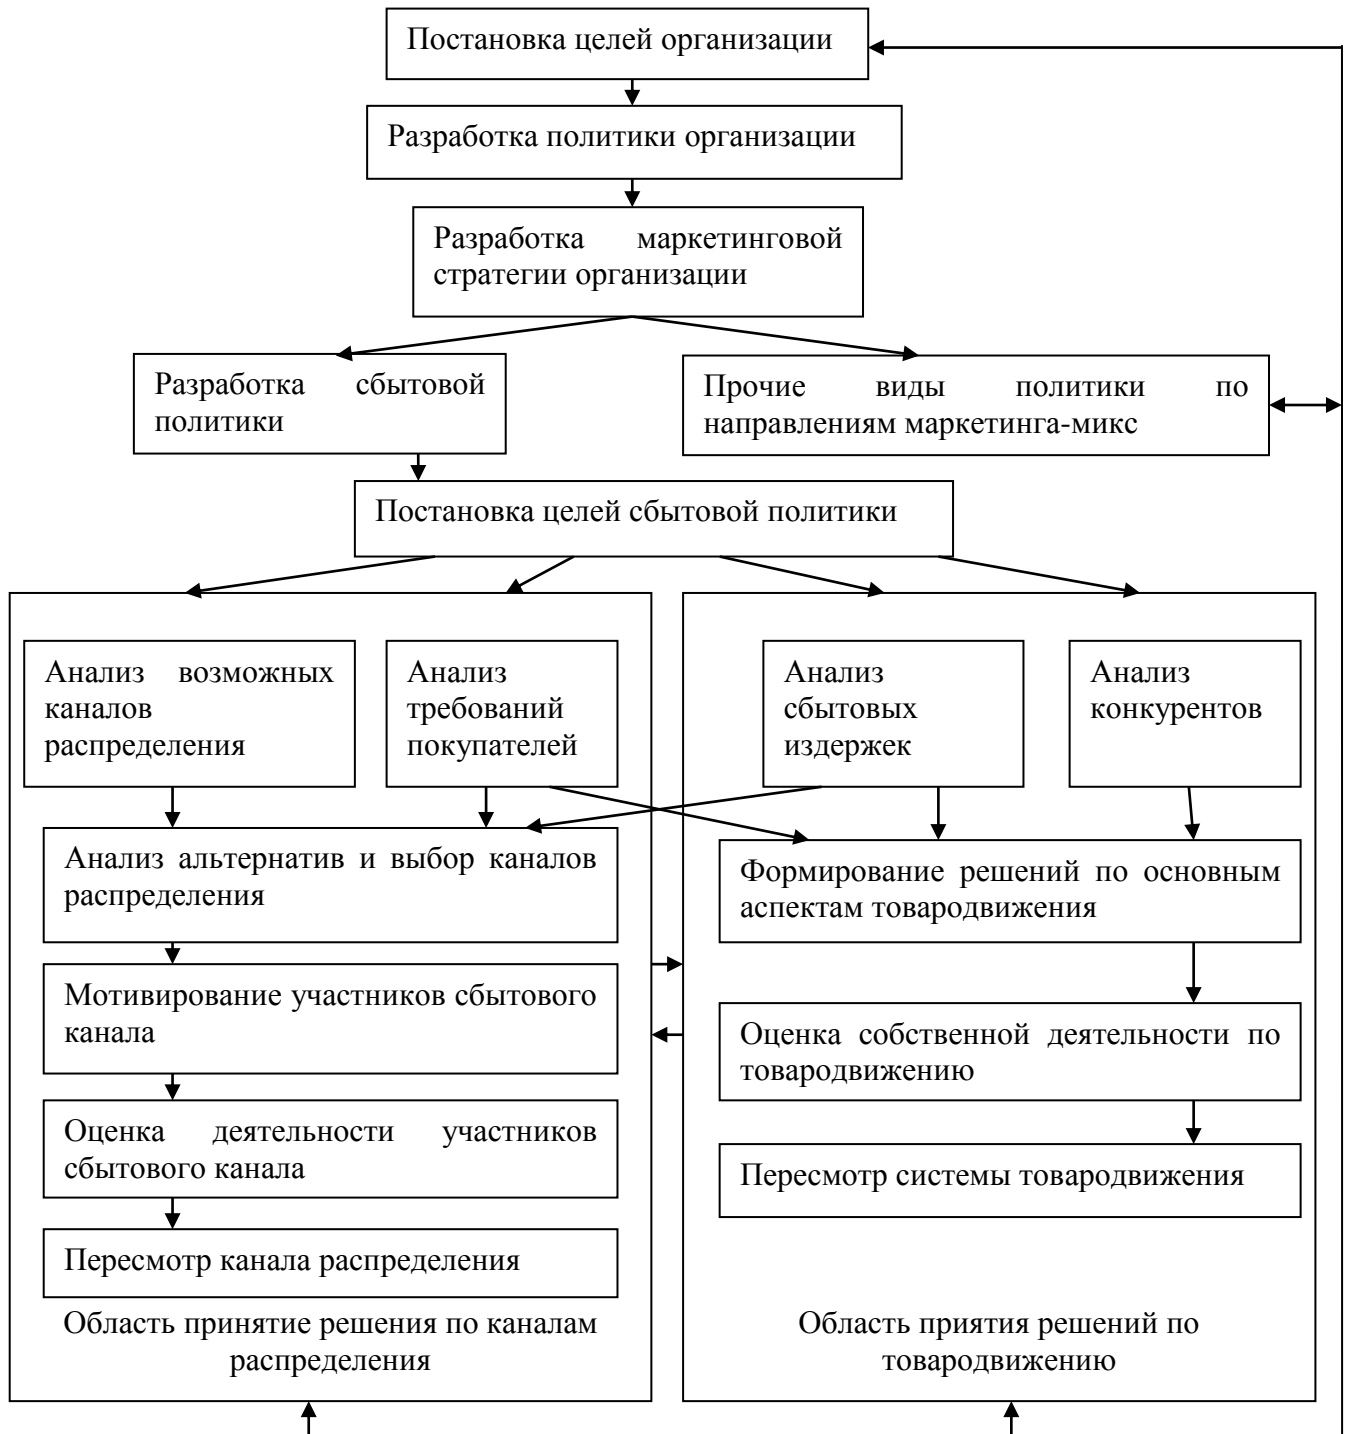 Постановка целей организации
Разработка политики организации
Разработка маркетинговой
стратегии организации
Разработка сбытовой
политики
Прочие виды политики по
направлениям маркетинга-микс
Постановка целей сбытовой политики
Анализ возможных
каналов
распределения
Анализ
требований
покупателей
Анализ
сбытовых
издержек
Анализ
конкурентов
Анализ альтернатив и выбор каналов
распределения
Мотивирование участников сбытового
канала
Оценка деятельности участников
сбытового канала
Пересмотр канала распределения
Область принятие решения по каналам
распределения
Формирование решений по основным
аспектам товародвижения
Оценка собственной деятельности по
товародвижению
Пересмотр системы товародвижения
Область приятия решений по
товародвижению